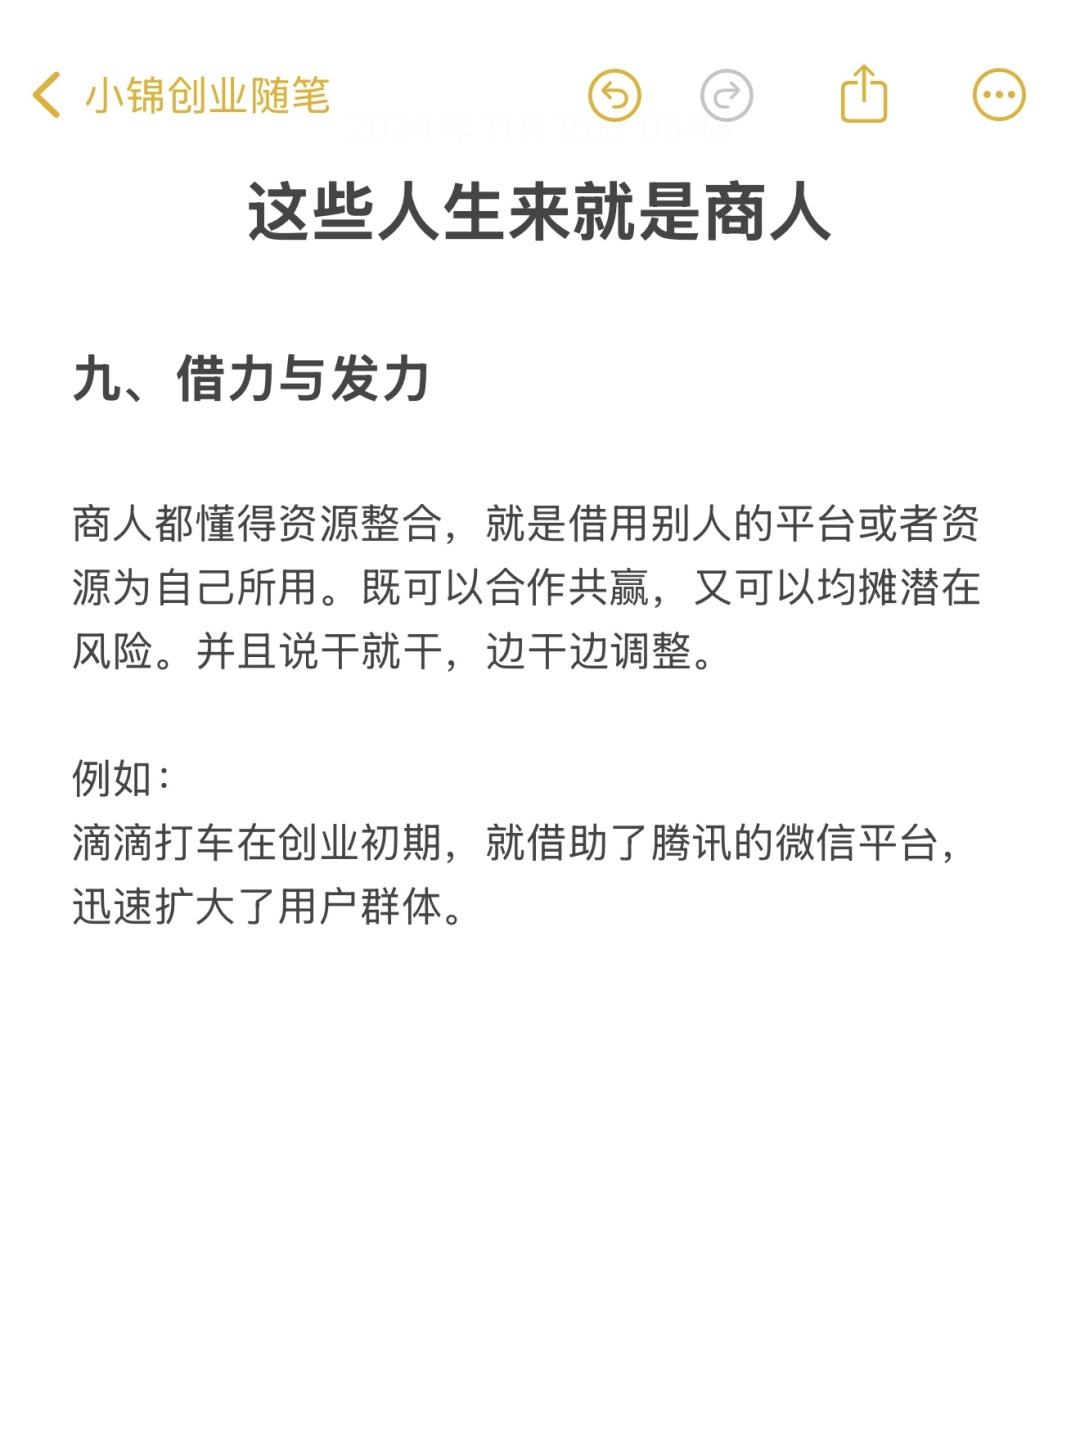 小锦创业随笔
2024年11月15日 05:10
这些人生来就是商人
九、借力与发力
商人都懂得资源整合，就是借用别人的平台或者资
源为自己所用。既可以合作共赢，又可以均摊潜在
风险。并且说干就干，边干边调整。
例如：
滴滴打车在创业初期，就借助了腾讯的微信平台，
迅速扩大了用户群体。